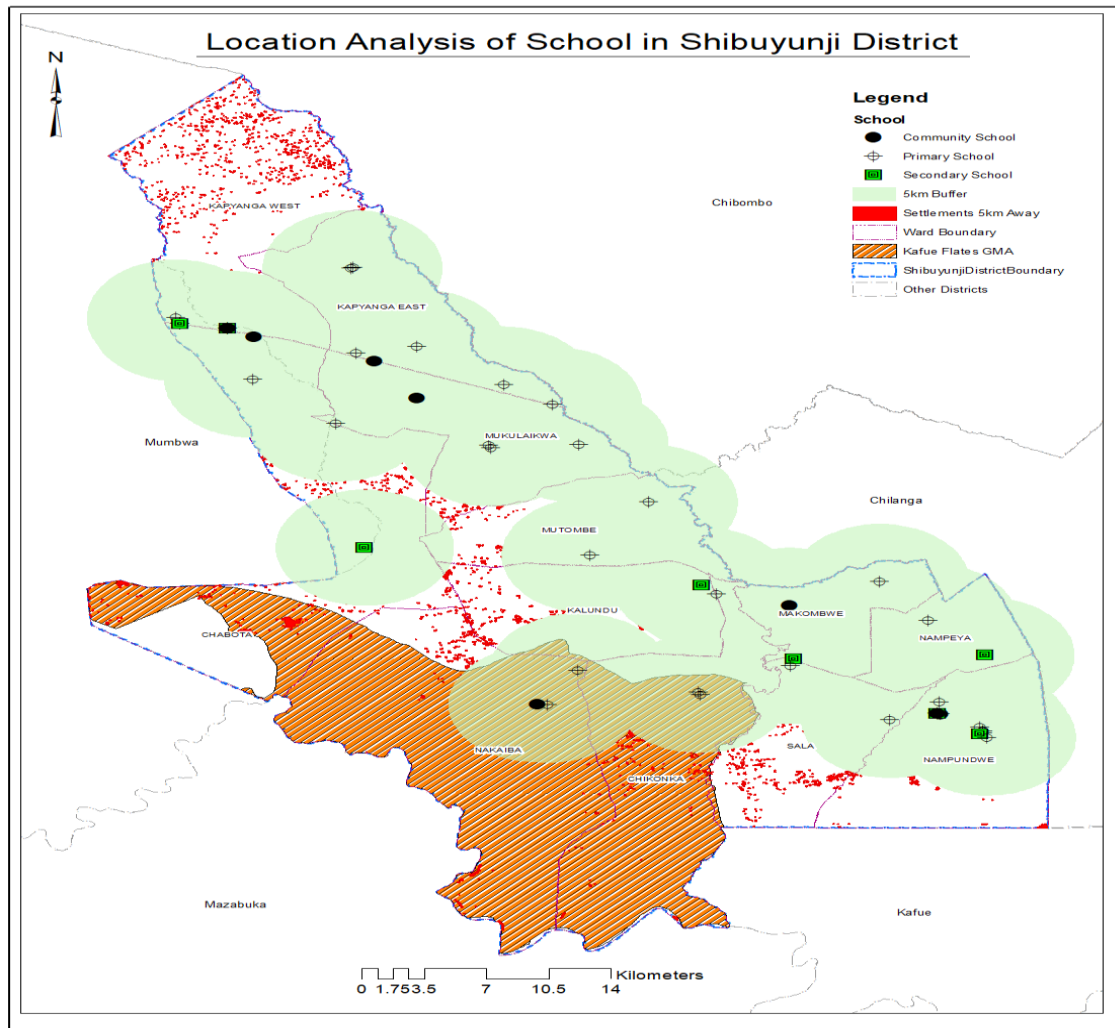 Location Analysis of School in Shibuyunji District
N
Legend
School
Community School
Primary School
Secondary School
5km Buffer
Settlements 5km Away
Ward Boundary
Kafue Flates GMA
ShibuyunjiDistrictBoundary
Other Districts
KAPYANGA WEST
Chibombo
KAPYANGA EAST
Mumbwa
MUKULAIKWA
Chilanga
MUTOMBE
KALUNDU
MAKOMBWE
CHABOTA
NAMPEYA
NAKAIBA
SALA
CHIKONKA
NAMPUNDWE
Mazabuka
Kafue
Kilometers
0 1.75 3.5 7 10.5 14